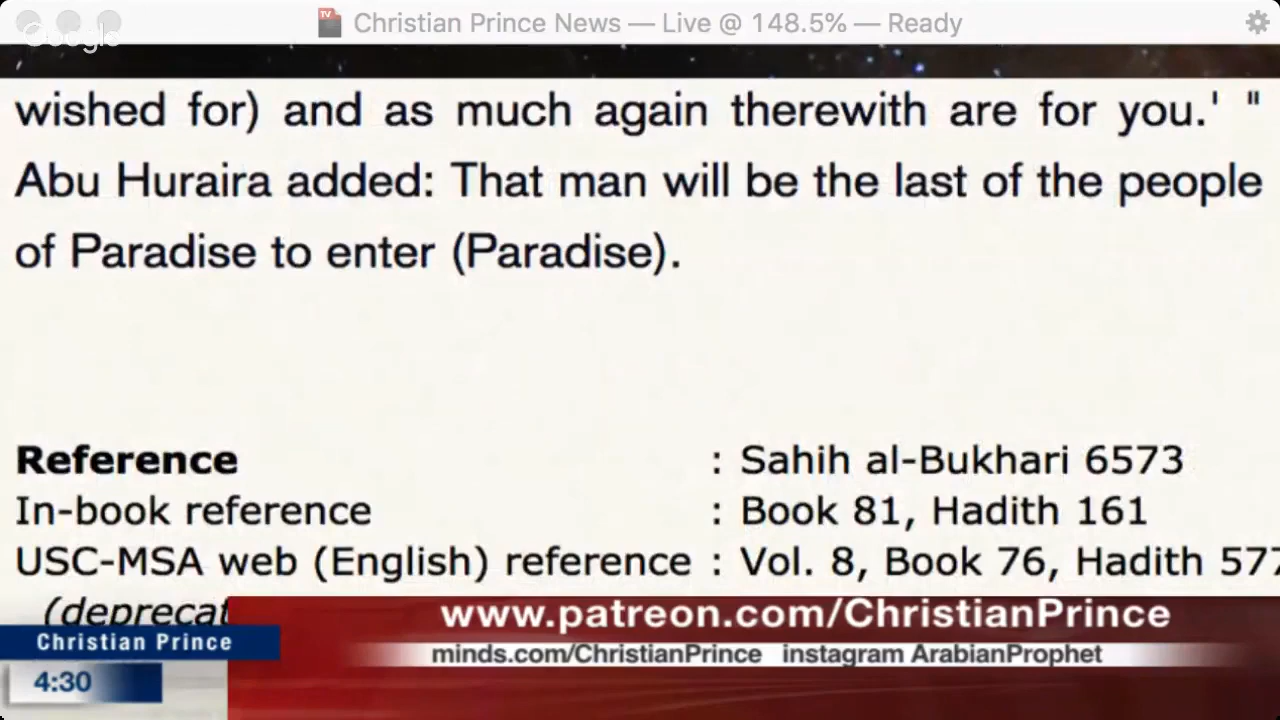 Christian Prince News — Live @ 148.5% — Ready
Google
wished for) and as much again therewith are for you.' "
Abu Huraira added: That man will be the last of the people
of Paradise to enter (Paradise).
Reference : Sahih al-Bukhari 6573
In-book reference : Book 81, Hadith 161
USC-MSA web (English) reference : Vol. 8, Book 76, Hadith 577
(deprecat
www.patreon.com/ChristianPrince
Christian Prince
minds.com/ChristianPrince instagram ArabianProphet
4:30